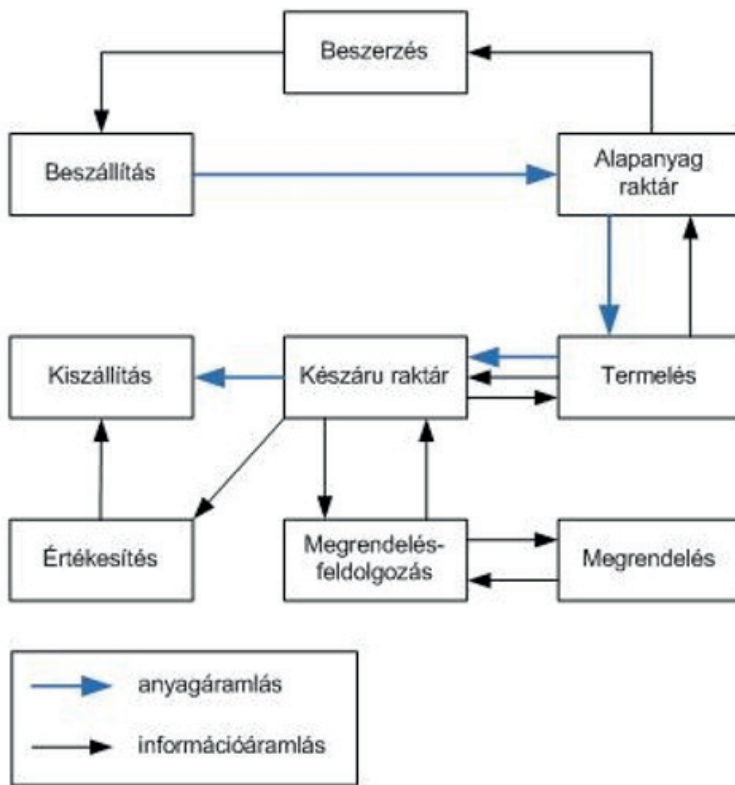 Beszerzés
Beszállítás
Alapanyag
raktár
Kiszállítás
Készáru raktár
Termelés
Értékesítés
Megrendelés-
feldolgozás
Megrendelés
anyagáramlás
információáramlás